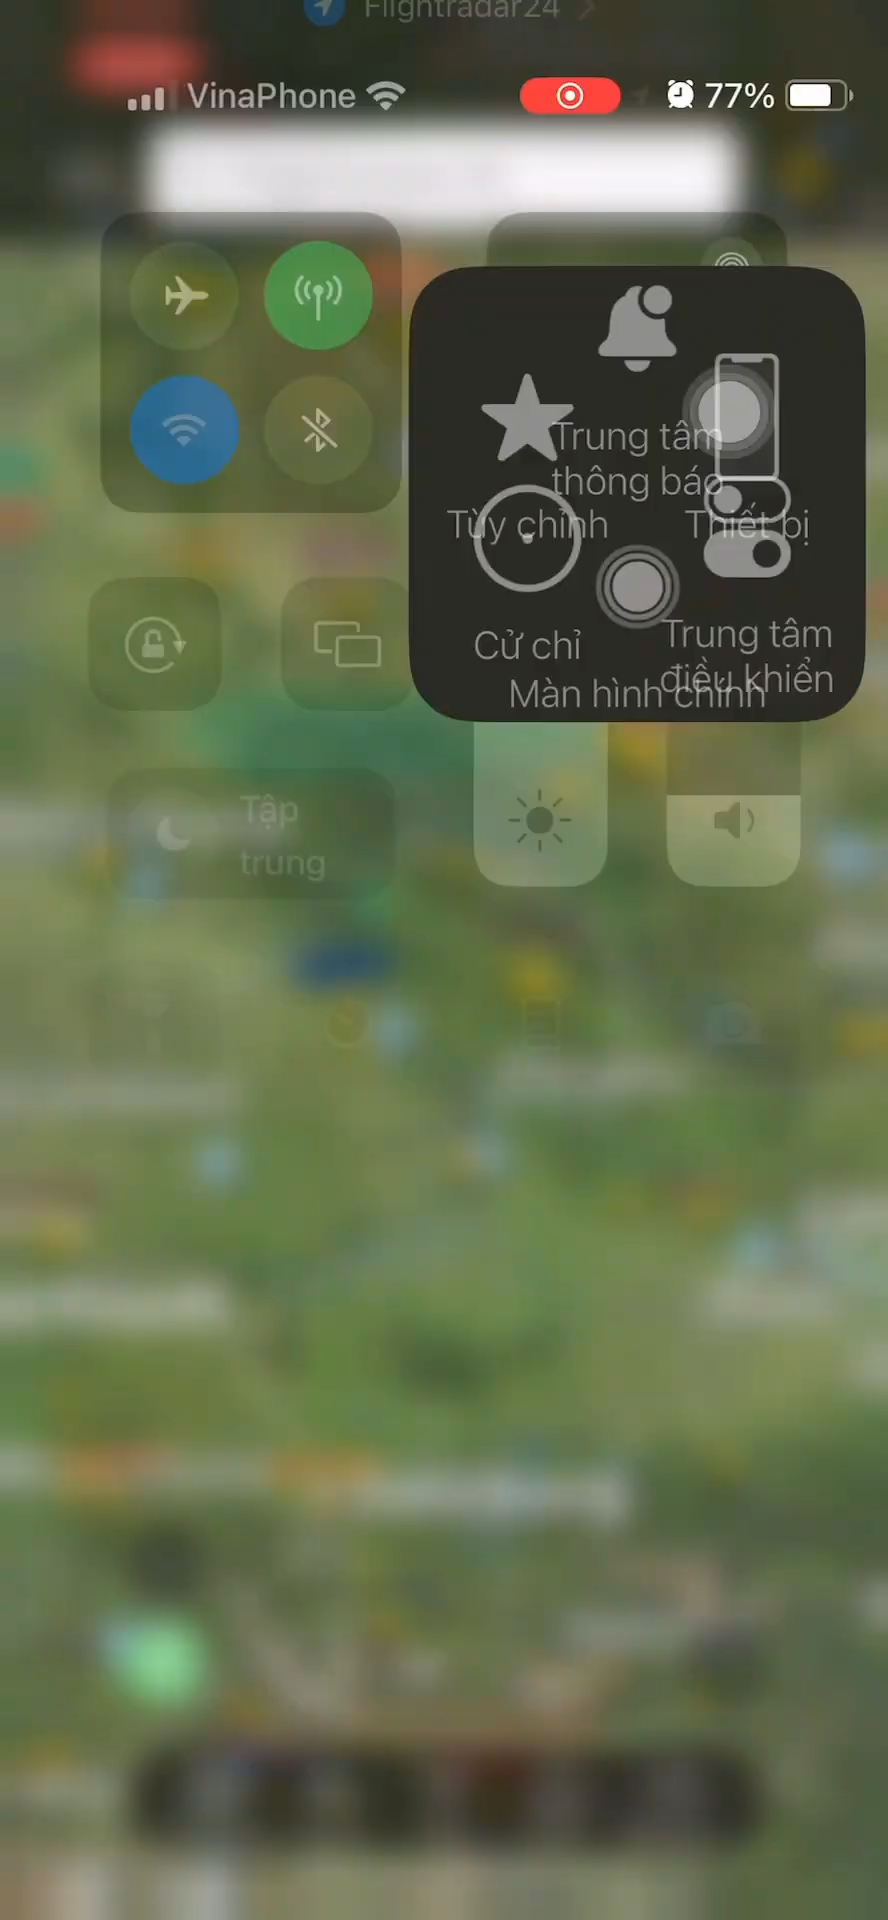 Flightradar24
VinaPhone
77%
Trung tâm
thông báo
Tùy chỉnh
Thiết bị
Cử chỉ
Trung tâm
điều khiển
Màn hình chính
Tập
trung